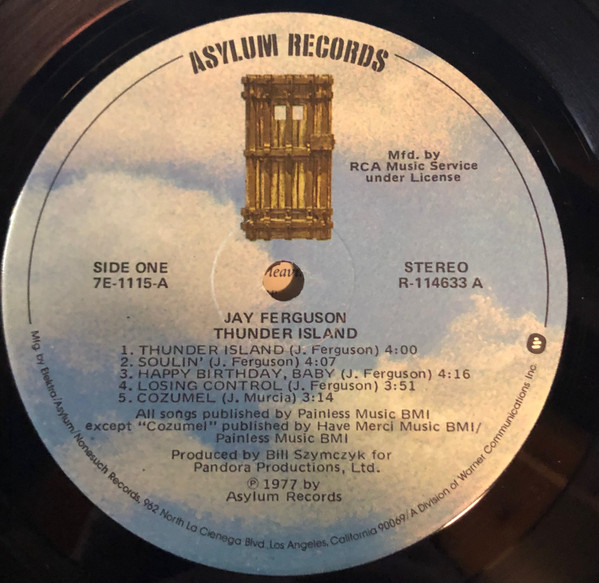 ASYLUM RECORDS
Mfd. by
RCA Music Service
under License
SIDE ONE
7E-1115-A
STEREO
R-114633 A
JAY FERGUSON
THUNDER ISLAND
1. THUNDER ISLAND (J. Ferguson) 4:00
2. SOULIN' (J. Ferguson) 4:07
3. HAPPY BIRTHDAY, BABY (J. Ferguson) 4:16
4. LOSING CONTROL (J. Ferguson) 3:51
5. COZUMEL (J. Murcia) 3:14
All songs published by Painless Music BMI
except "Cozumel" published by Have Merci Music BMI/
Painless Music BMI
Produced by Bill Szymczyk for
Pandora Productions, Ltd.
℗ 1977 by
Asylum Records
Mfg by Elektra/Asylum/Nonesuch Records, 962 North La Cienega Blvd., Los Angeles, California 90069/A Division of Warner Communications Inc.